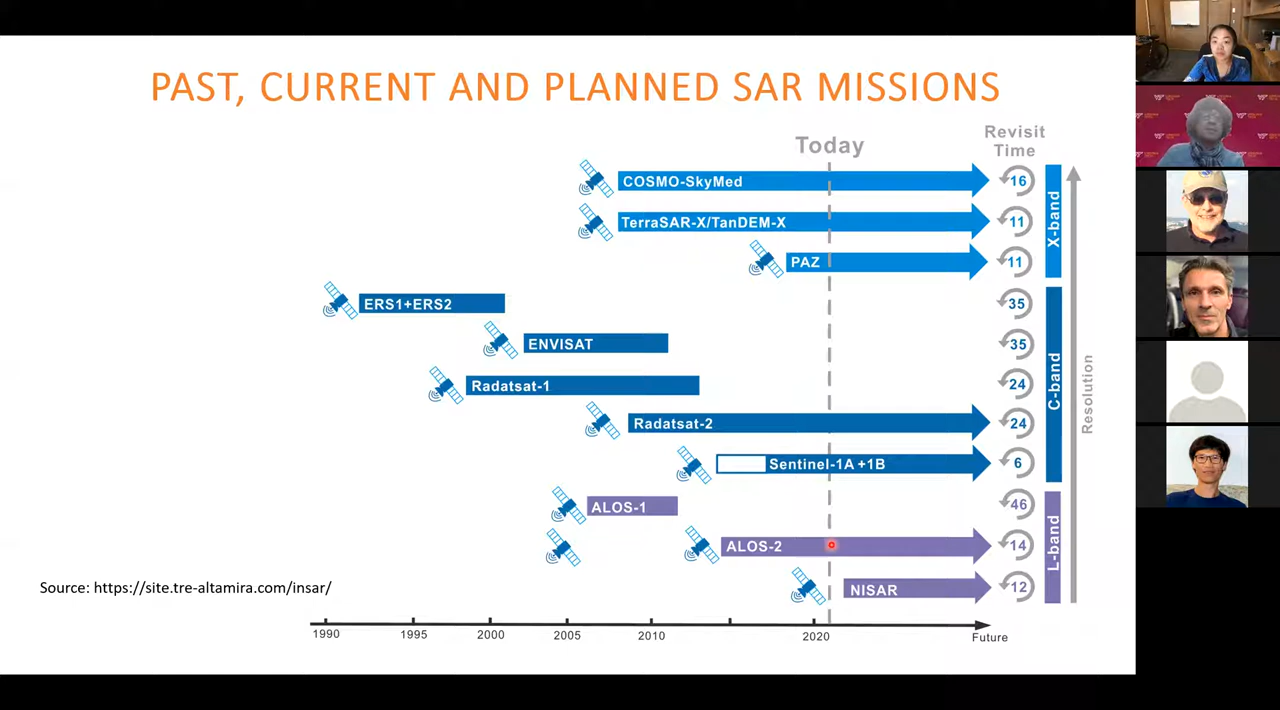 PAST, CURRENT AND PLANNED SAR MISSIONS
Today
Revisit
Time
COSMO-SkyMed
16
TerraSAR-X/TanDEM-X
11
PAZ
11
X-band
ERS1+ERS2
35
ENVISAT
35
Radatsat-1
24
Radatsat-2
24
Sentinel-1A +1B
6
C-band
ALOS-1
46
ALOS-2
14
NISAR
12
L-band
Resolution
Source: https://site.tre-altamira.com/insar/
1990 1995 2000 2005 2010 2020 Future